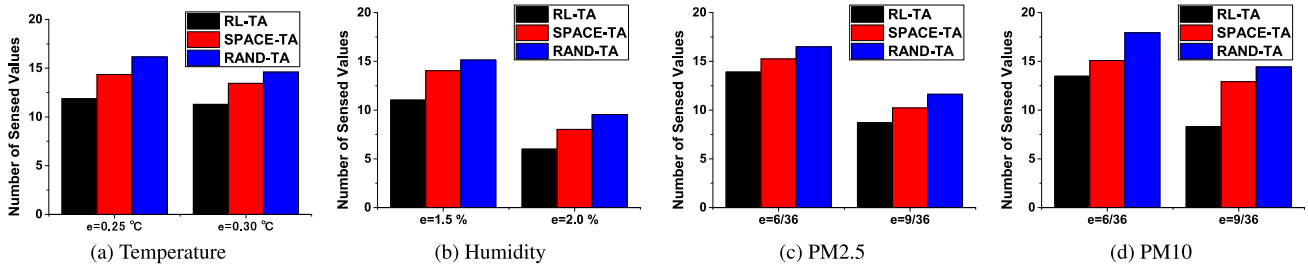 Number of Sensed Values
20
15
10
5
0
RL-TA
SPACE-TA
RAND-TA
e=0.25 ℃
e=0.30 ℃
(a) Temperature
Number of Sensed Values
20
15
10
5
0
RL-TA
SPACE-TA
RAND-TA
e=1.5 %
e=2.0 %
(b) Humidity
Number of Sensed Values
20
15
10
5
0
RL-TA
SPACE-TA
RAND-TA
e=6/36
e=9/36
(c) PM2.5
Number of Sensed Values
20
15
10
5
0
RL-TA
SPACE-TA
RAND-TA
e=6/36
e=9/36
(d) PM10